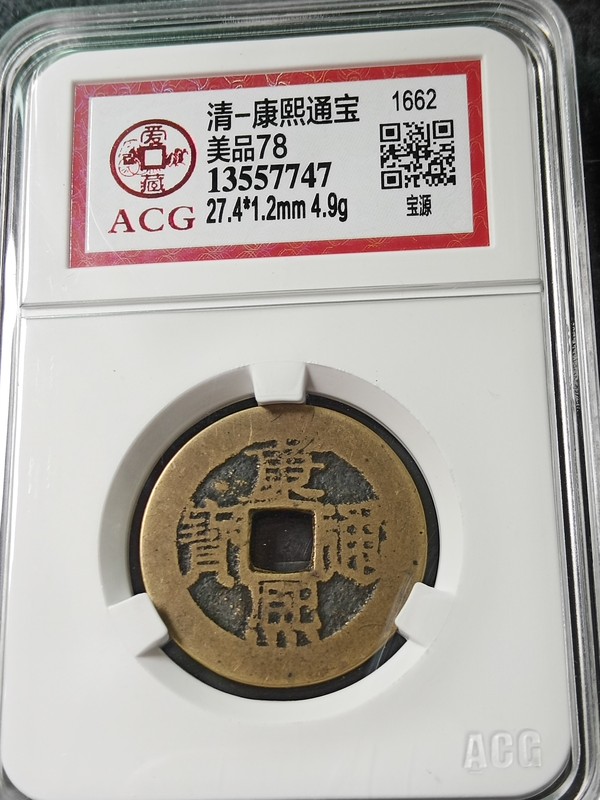 清-康熙通宝 1662
美品78
13557747
27.4*1.2mm 4.9g 宝源
爱藏
ACG
康熙通寶
ACG